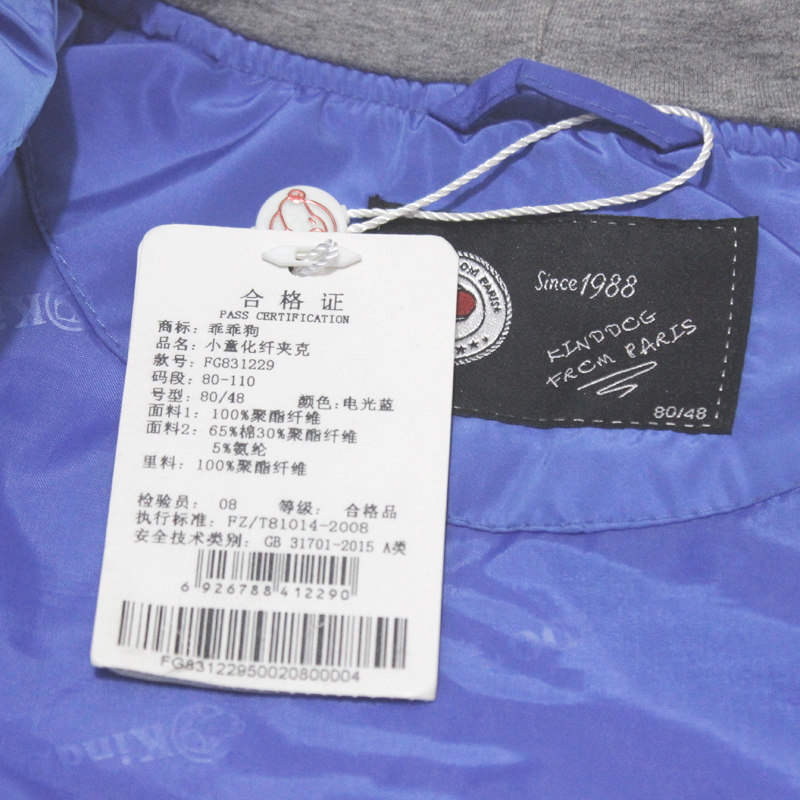 合格证
PASS CERTIFICATION
商标：乖乖狗
品名：小童化纤夹克
款号：FG831229
码段：80-110
号型：80/48 颜色：电光蓝
面料1：100%聚酯纤维
面料2：65%棉30%聚酯纤维
5%氨纶
里料：100%聚酯纤维
检验员：08 等级：合格品
执行标准：FZ/T81014-2008
安全技术类别：GB 31701-2015 A类
6 926788 412290
FG83122950020800004
OM PARIS
Since 1988
KINDDOG
FROM PARIS
80/48
King